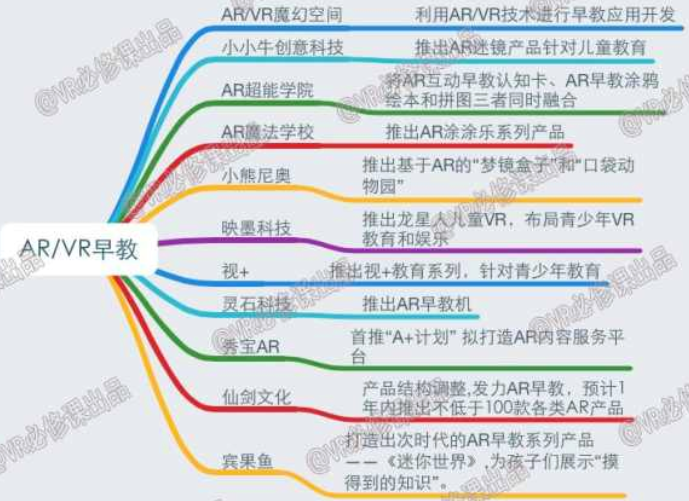 AR/VR魔幻空间
利用AR/VR技术进行早教应用开发
小小牛创意科技
推出AR迷镜产品针对儿童教育
AR超能学院
将AR互动早教认知卡、AR早教涂鸦
绘本和拼图三者同时融合
AR魔法学校
推出AR涂涂乐系列产品
小熊尼奥
推出基于AR的“梦镜盒子”和“口袋动
物园”
AR/VR早教
映墨科技
推出龙星人儿童VR，布局青少年VR
教育和娱乐
视+
推出视+教育系列，针对青少年教育
灵石科技
推出AR早教机
秀宝AR
首推“A+计划” 拟打造AR内容服务平
台
仙剑文化
产品结构调整,发力AR早教，预计1
年内推出不低于100款各类AR产品
宾果鱼
打造出次时代的AR早教系列产品
——《迷你世界》,为孩子们展示“摸
得到的知识”。
@VR必修课出品